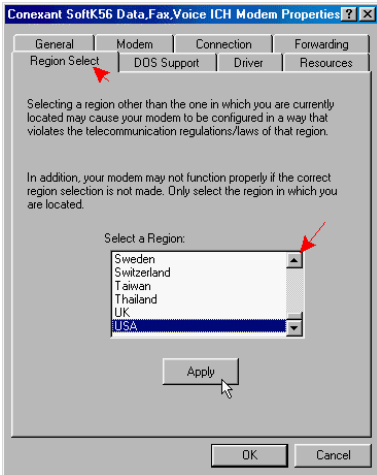 Conexant SoftK56 Data,Fax,Voice ICH Modem Properties
General Modem Connection Forwarding
Region Select DOS Support Driver Resources
Selecting a region other than the one in which you are currently
located may cause your modem to be configured in a way that
violates the telecommunication regulations/laws of that region.
In addition, your modem may not function properly if the correct
region selection is not made. Only select the region in which you
are located.
Select a Region:
Sweden
Switzerland
Taiwan
Thailand
UK
USA
Apply
OK Cancel